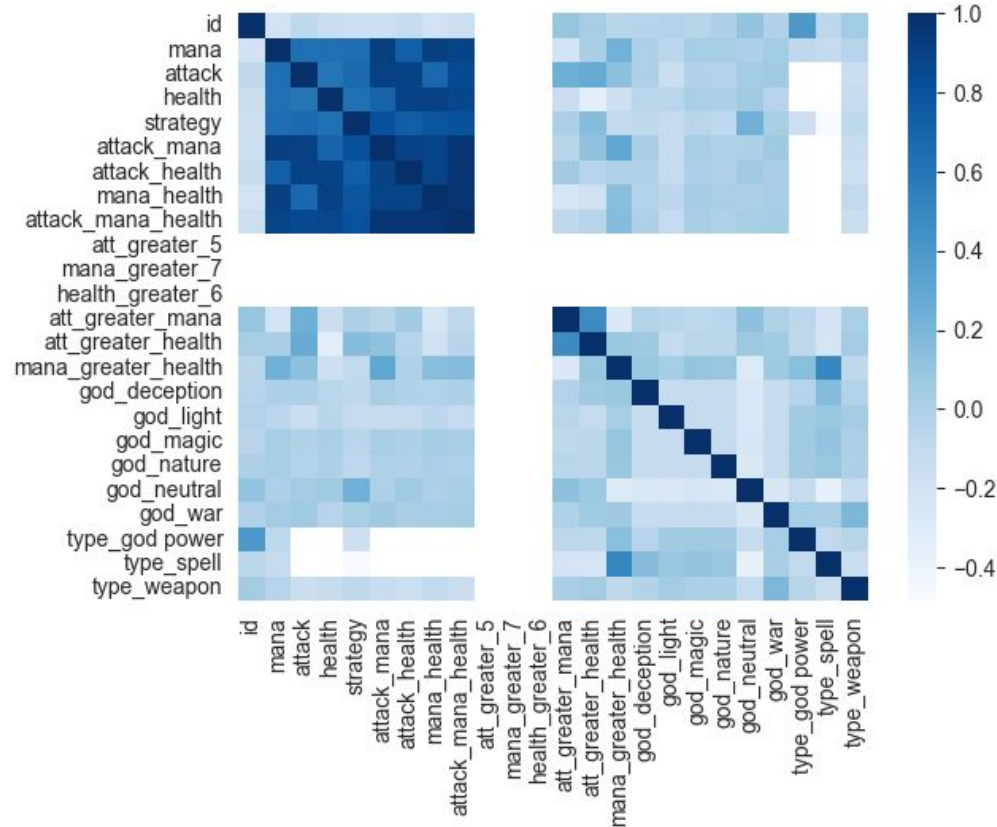 id
mana
attack
health
strategy
attack_mana
attack_health
mana_health
attack_mana_health
att_greater_5
mana_greater_7
health_greater_6
att_greater_mana
att_greater_health
mana_greater_health
god_deception
god_light
god_magic
god_nature
god_neutral
god_war
type_god power
type_spell
type_weapon
1.0
0.8
0.6
0.4
0.2
0.0
−0.2
−0.4
id
mana
attack
health
strategy
attack_mana
attack_health
mana_health
attack_mana_health
att_greater_5
mana_greater_7
health_greater_6
att_greater_mana
att_greater_health
mana_greater_health
god_deception
god_light
god_magic
god_nature
god_neutral
god_war
type_god power
type_spell
type_weapon